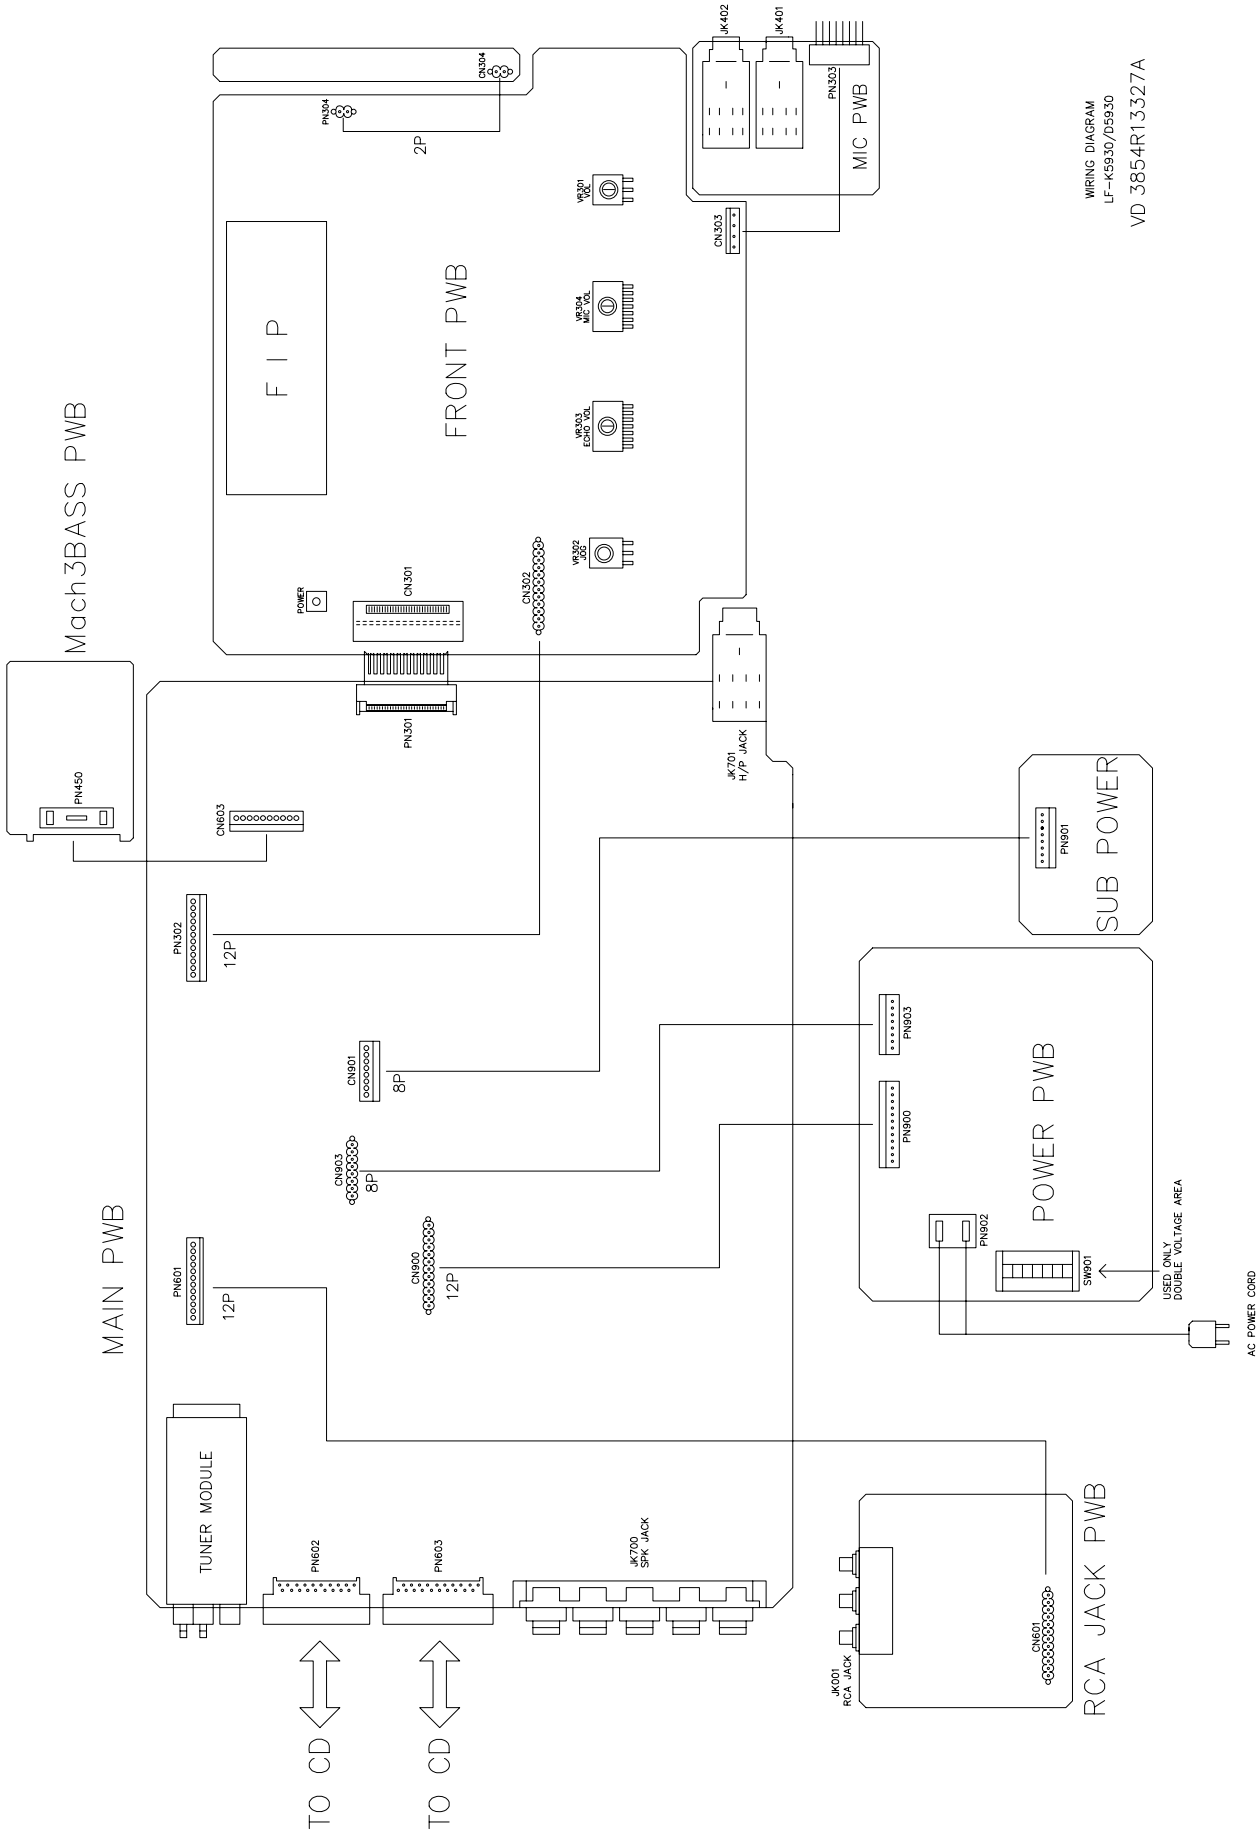 Mach3BASS PWB
PN450
CN603
MAIN PWB
PN601
12P
PN302
12P
TUNER MODULE
PN602
PN603
TO CD
TO CD
JK700
SPK JACK
CN900
12P
CN903
8P
CN901
8P
PN301
CN301
POWER
CN302
JK701
H/P JACK
F I P
FRONT PWB
VR302
JOG
VR303
ECHO VOL
VR304
MIC VOL
VR301
VOL
PN304
2P
CN304
CN303
JK402
JK401
PN303
MIC PWB
JK001
RCA JACK
CN601
RCA JACK PWB
PN902
PN900
PN903
POWER PWB
SW901
USED ONLY
DOUBLE VOLTAGE AREA
AC POWER CORD
PN901
SUB POWER
WIRING DIAGRAM
LF-K5930/D5930
VD 3854R13327A